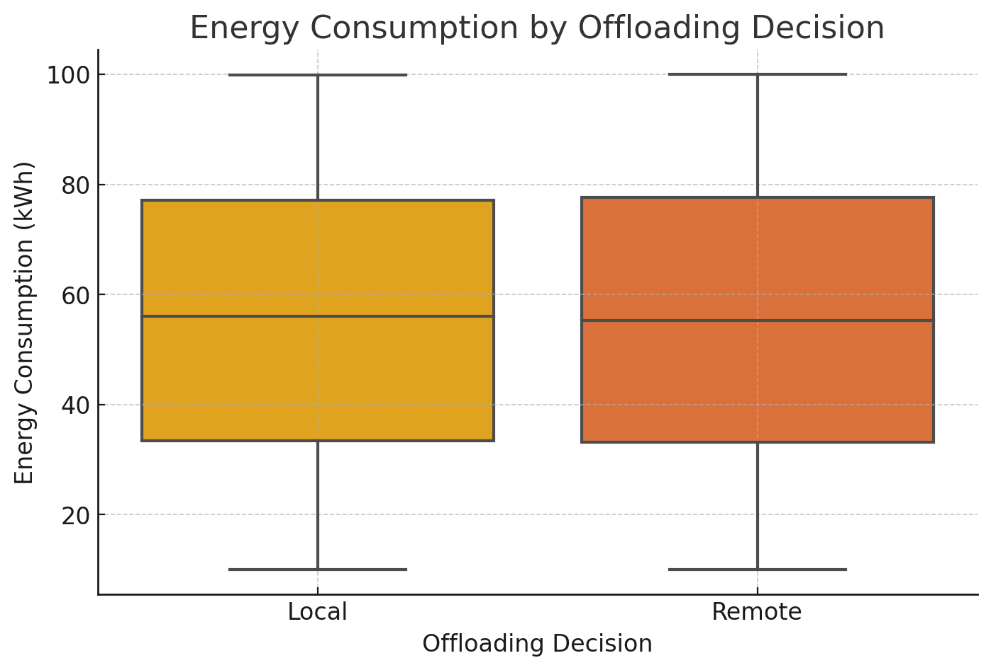 Energy Consumption by Offloading Decision
Energy Consumption (kWh)
100
80
60
40
20
Local
Remote
Offloading Decision